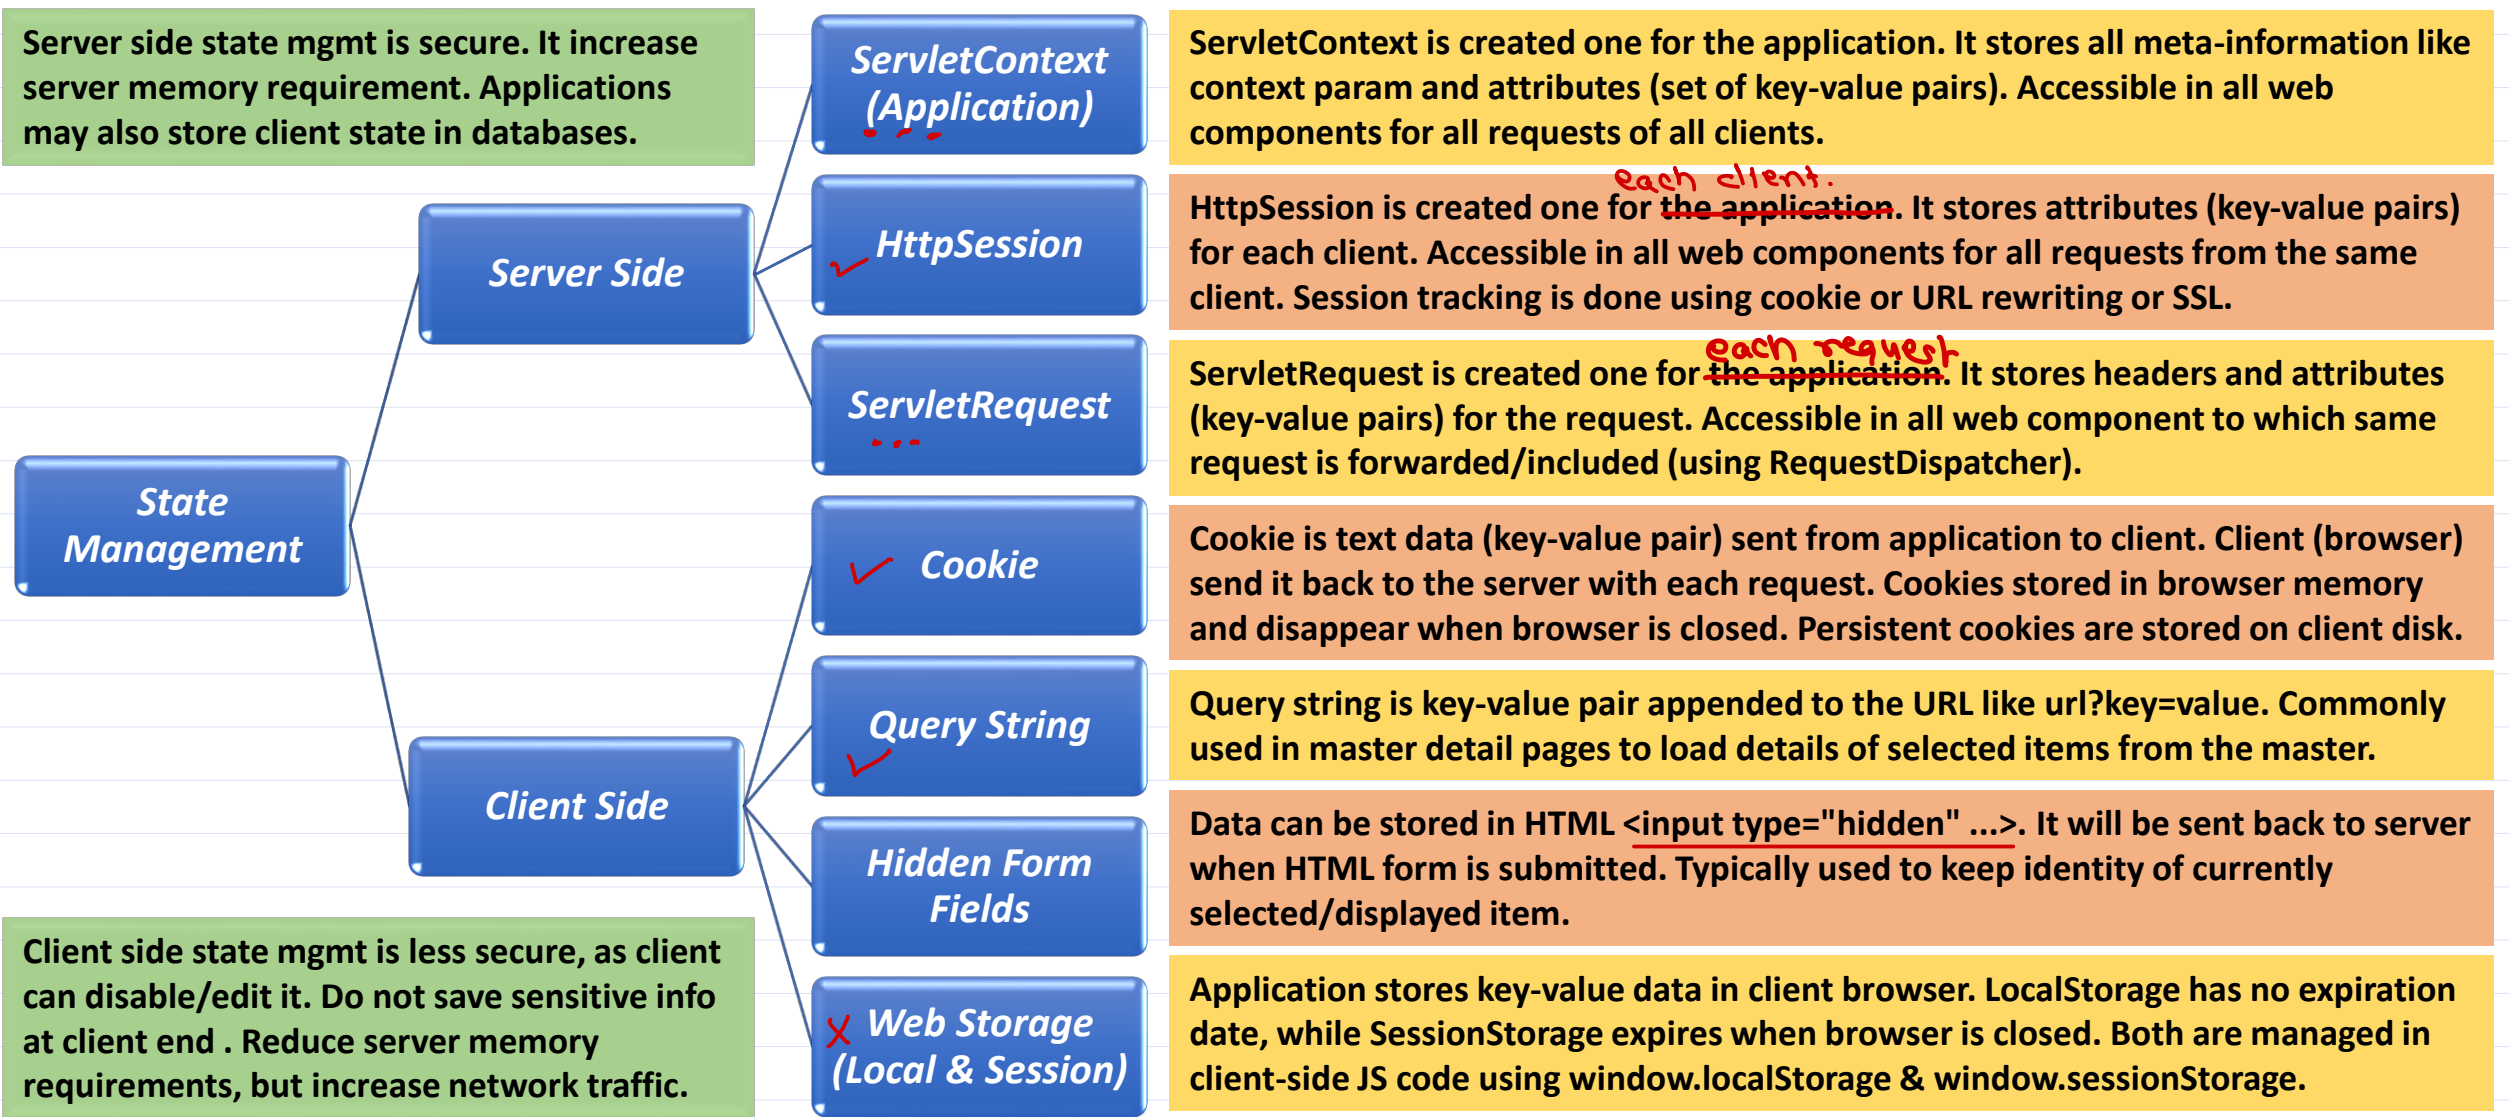 Server side state mgmt is secure. It increase
server memory requirement. Applications
may also store client state in databases.
ServletContext
(Application)
ServletContext is created one for the application. It stores all meta-information like
context param and attributes (set of key-value pairs). Accessible in all web
components for all requests of all clients.
Server Side
HttpSession
each client.
HttpSession is created one for the application. It stores attributes (key-value pairs)
for each client. Accessible in all web components for all requests from the same
client. Session tracking is done using cookie or URL rewriting or SSL.
ServletRequest
each request
ServletRequest is created one for the application. It stores headers and attributes
(key-value pairs) for the request. Accessible in all web component to which same
request is forwarded/included (using RequestDispatcher).
State
Management
Cookie
Cookie is text data (key-value pair) sent from application to client. Client (browser)
send it back to the server with each request. Cookies stored in browser memory
and disappear when browser is closed. Persistent cookies are stored on client disk.
Query String
Query string is key-value pair appended to the URL like url?key=value. Commonly
used in master detail pages to load details of selected items from the master.
Client Side
Hidden Form
Fields
Data can be stored in HTML <input type="hidden" ...>. It will be sent back to server
when HTML form is submitted. Typically used to keep identity of currently
selected/displayed item.
Client side state mgmt is less secure, as client
can disable/edit it. Do not save sensitive info
at client end . Reduce server memory
requirements, but increase network traffic.
Web Storage
(Local & Session)
Application stores key-value data in client browser. LocalStorage has no expiration
date, while SessionStorage expires when browser is closed. Both are managed in
client-side JS code using window.localStorage & window.sessionStorage.